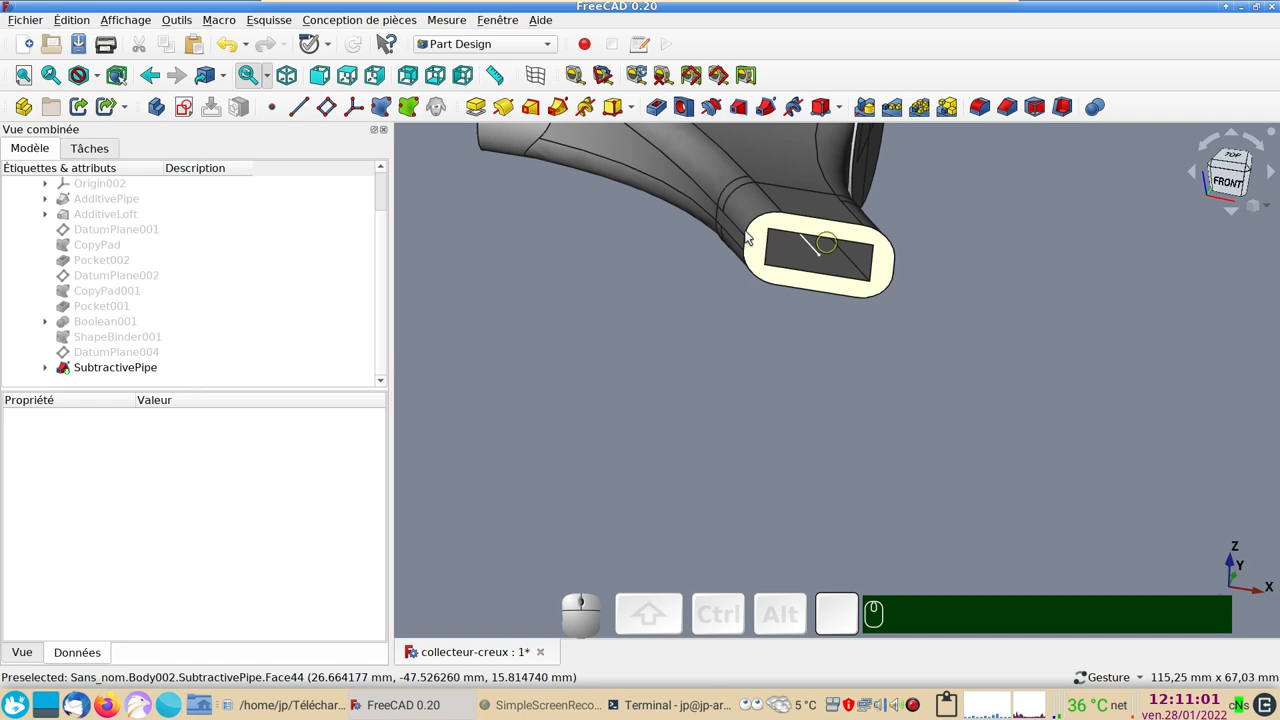 FreeCAD 0.20
Fichier Édition Affichage Outils Macro Esquisse Conception de pièces Mesure Fenêtre Aide
Part Design
Vue combinée
Modèle Tâches
Étiquettes & attributs Description
Origin002
AdditivePipe
AdditiveLoft
DatumPlane001
CopyPad
Pocket002
DatumPlane002
CopyPad001
Pocket001
Boolean001
ShapeBinder001
DatumPlane004
SubtractivePipe
Propriété Valeur
TOP
FRONT
Z
Y
X
Ctrl Alt
Vue Données
collecteur-creux : 1*
Preselected: Sans_nom.Body002.SubtractivePipe.Face44 (26.664177 mm, -47.526260 mm, 15.814740 mm) Gesture 115,25 mm x 67,03 mm
/home/jp/Téléchar... FreeCAD 0.20 SimpleScreenReco... Terminal - jp@jp-ar... 5 °C 36 °C net 12:11:01
ven.28/01/2022